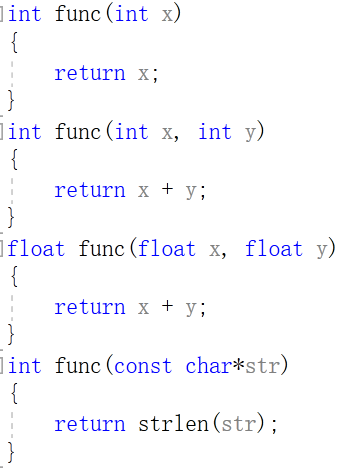 int func(int x)
{
    return x;
}
int func(int x, int y)
{
    return x + y;
}
float func(float x, float y)
{
    return x + y;
}
int func(const char*str)
{
    return strlen(str);
}